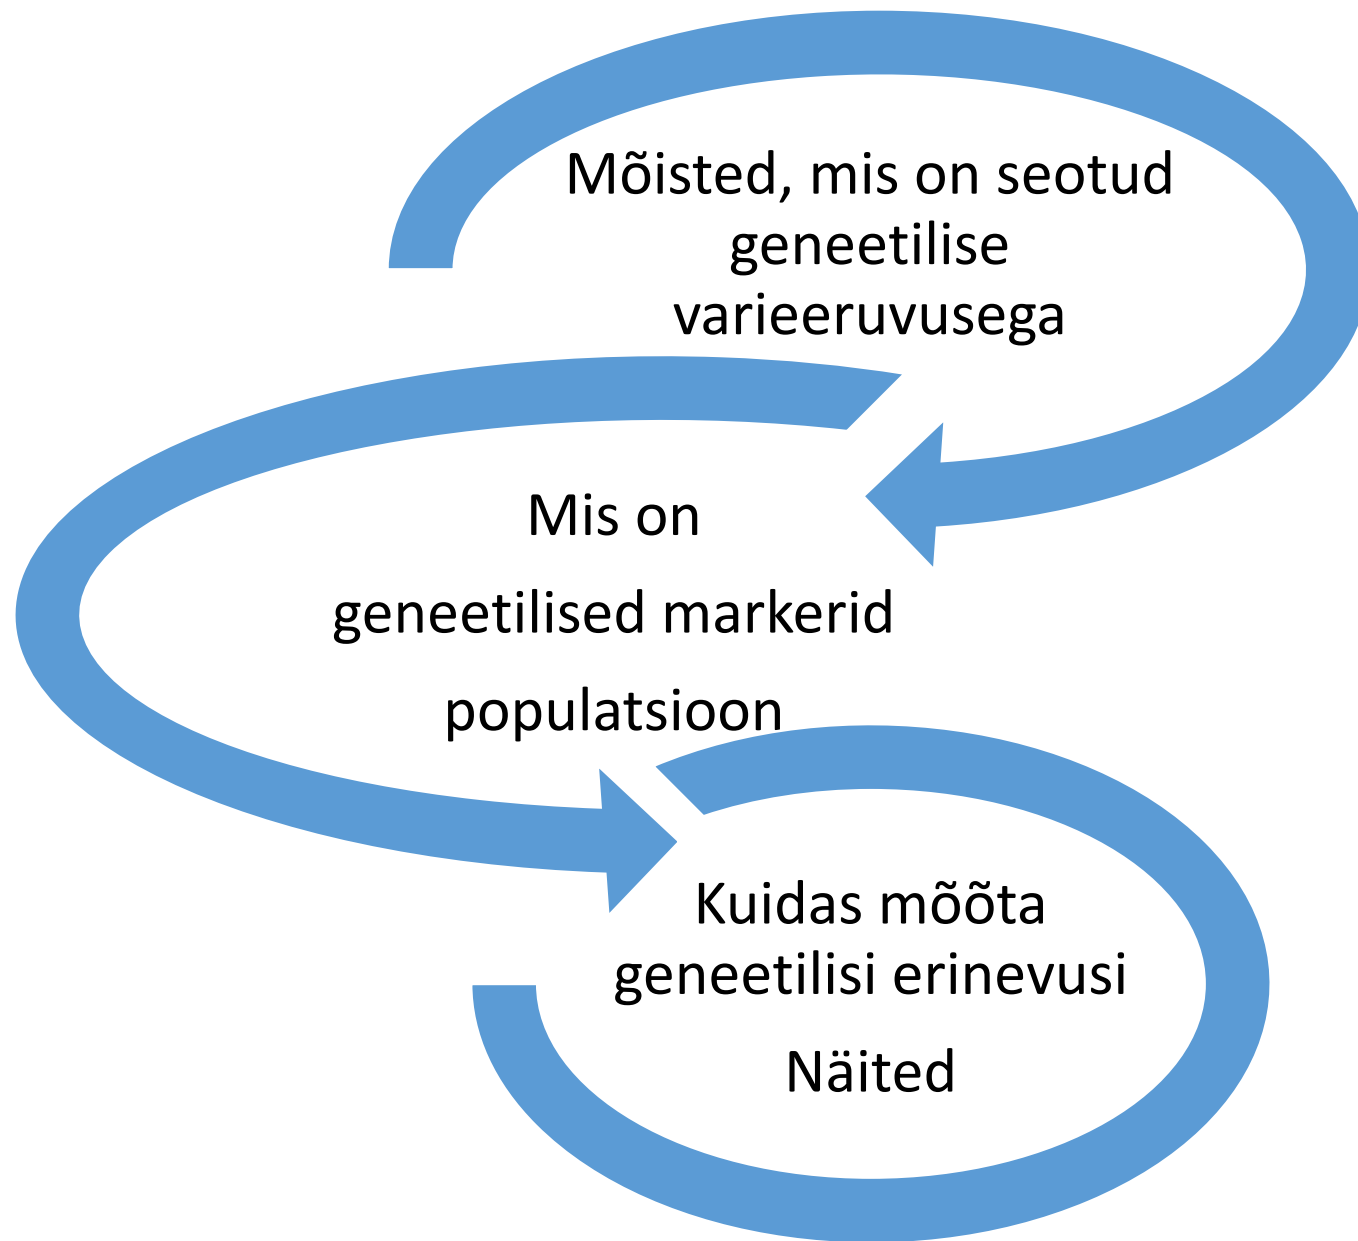 Mõisted, mis on seotud
geneetilise
varieeruvusega
Mis on
geneetilised markerid
populatsioon
Kuidas mõõta
geneetilisi erinevusi
Näited